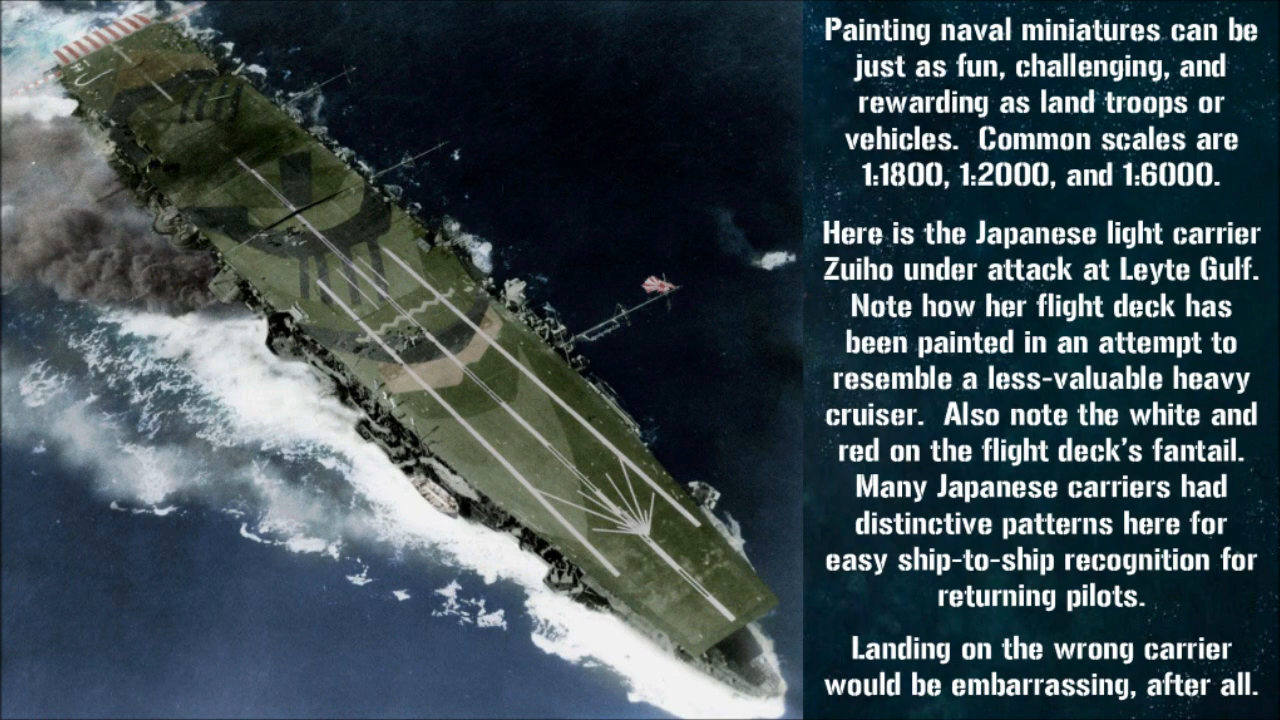 Painting naval miniatures can be
just as fun, challenging, and
rewarding as land troops or
vehicles.  Common scales are
1:1800, 1:2000, and 1:6000.
Here is the Japanese light carrier
Zuiho under attack at Leyte Gulf.
Note how her flight deck has
been painted in an attempt to
resemble a less-valuable heavy
cruiser.  Also note the white and
red on the flight deck's fantail.
Many Japanese carriers had
distinctive patterns here for
easy ship-to-ship recognition for
returning pilots.
Landing on the wrong carrier
would be embarrassing, after all.